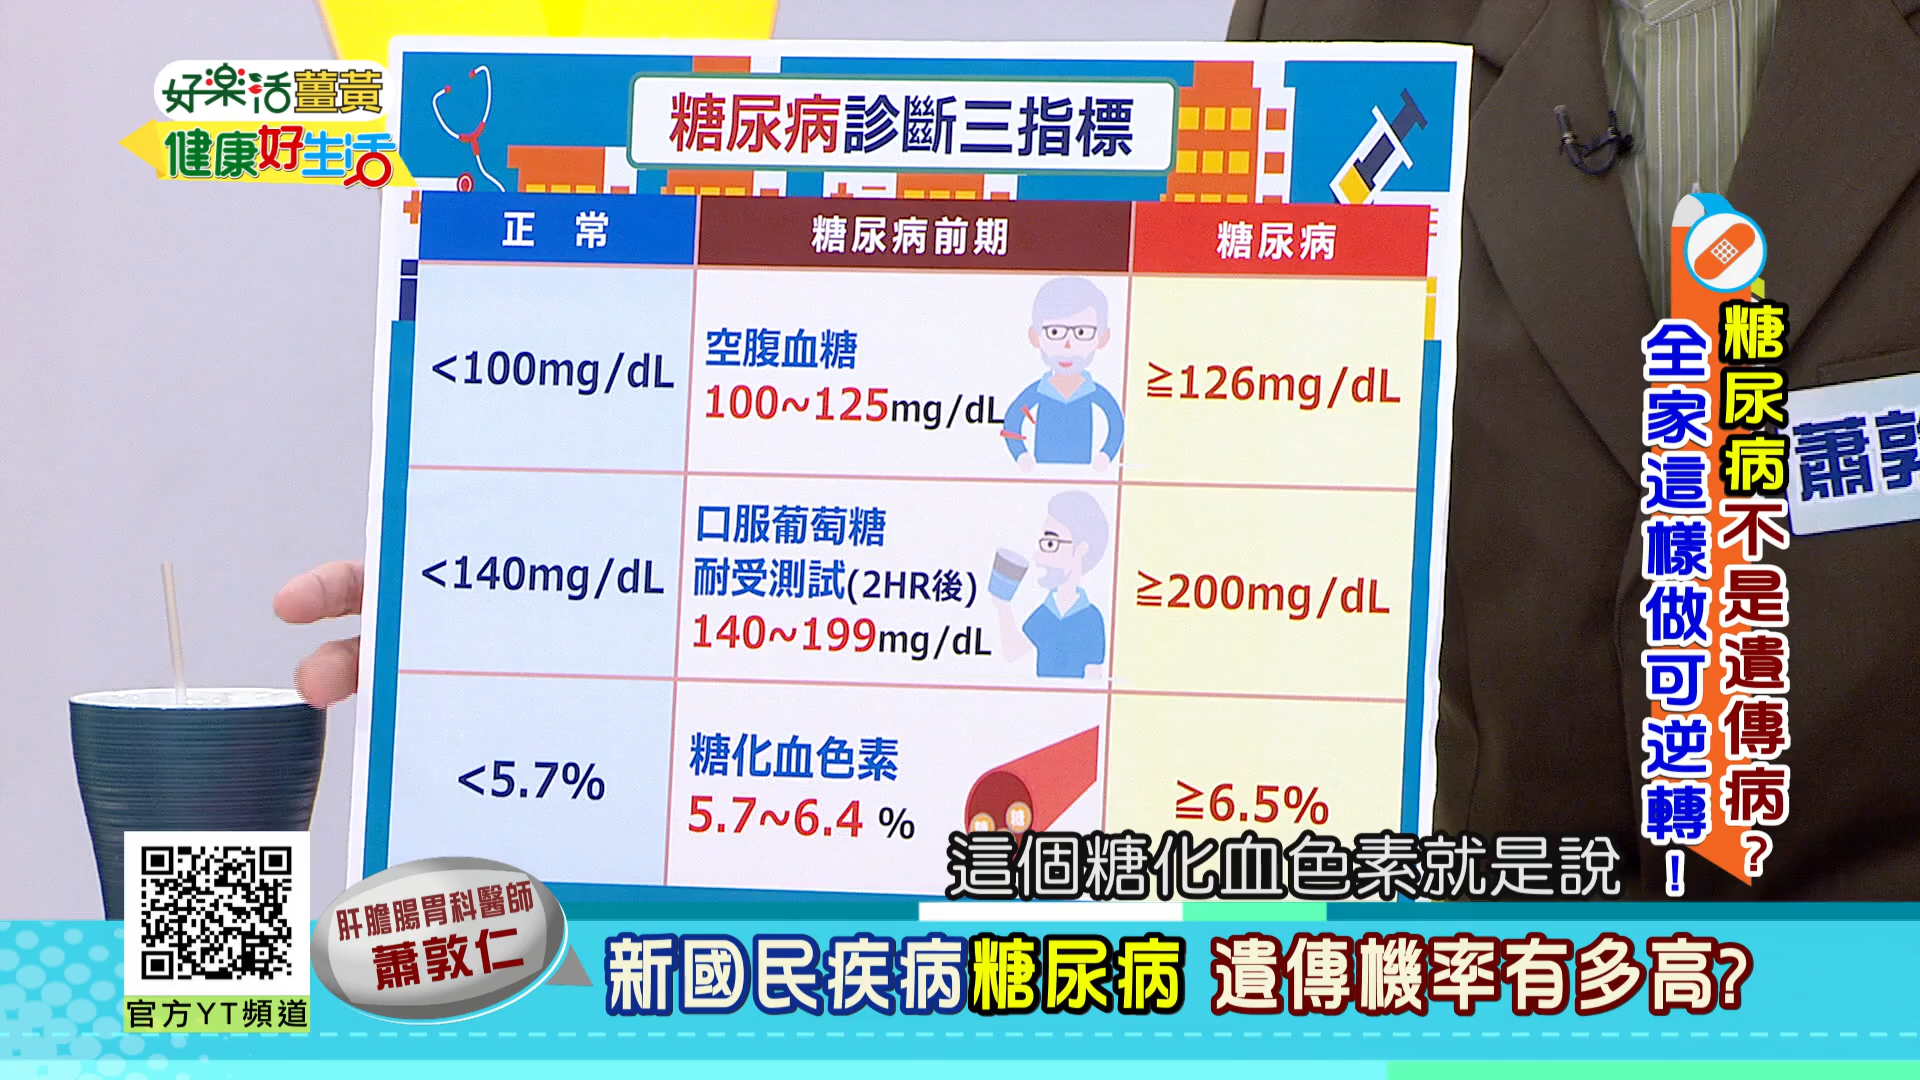 好樂活薑黃
健康好生活
糖尿病診斷三指標
正常
糖尿病前期
糖尿病
<100mg/dL
空腹血糖
100~125mg/dL
≧126mg/dL
<140mg/dL
口服葡萄糖
耐受測試(2HR後)
140~199mg/dL
≧200mg/dL
<5.7%
糖化血色素
5.7~6.4 %
≧6.5%
糖
糖尿病不是遺傳病?
全家這樣做可逆轉!
這個糖化血色素就是說
官方YT頻道
肝膽腸胃科醫師
蕭敦仁
新國民疾病糖尿病 遺傳機率有多高?